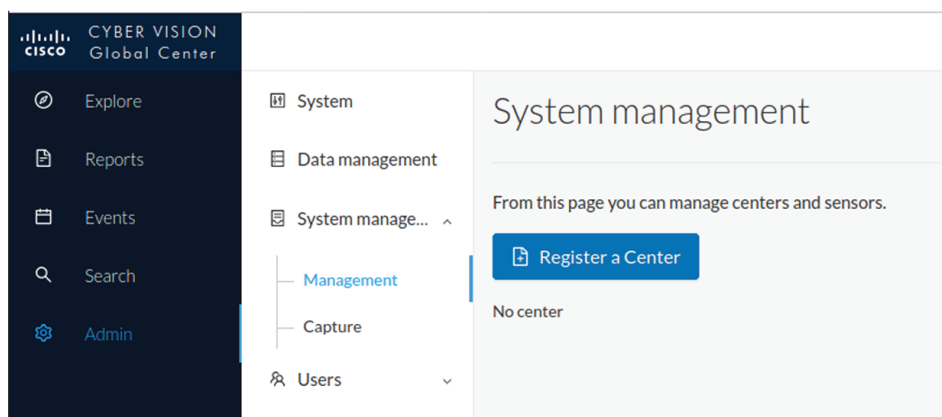 CISCO
CYBER VISION
Global Center
Explore
Reports
Events
Search
Admin
System
Data management
System manage...
Management
Capture
Users
System management
From this page you can manage centers and sensors.
Register a Center
No center